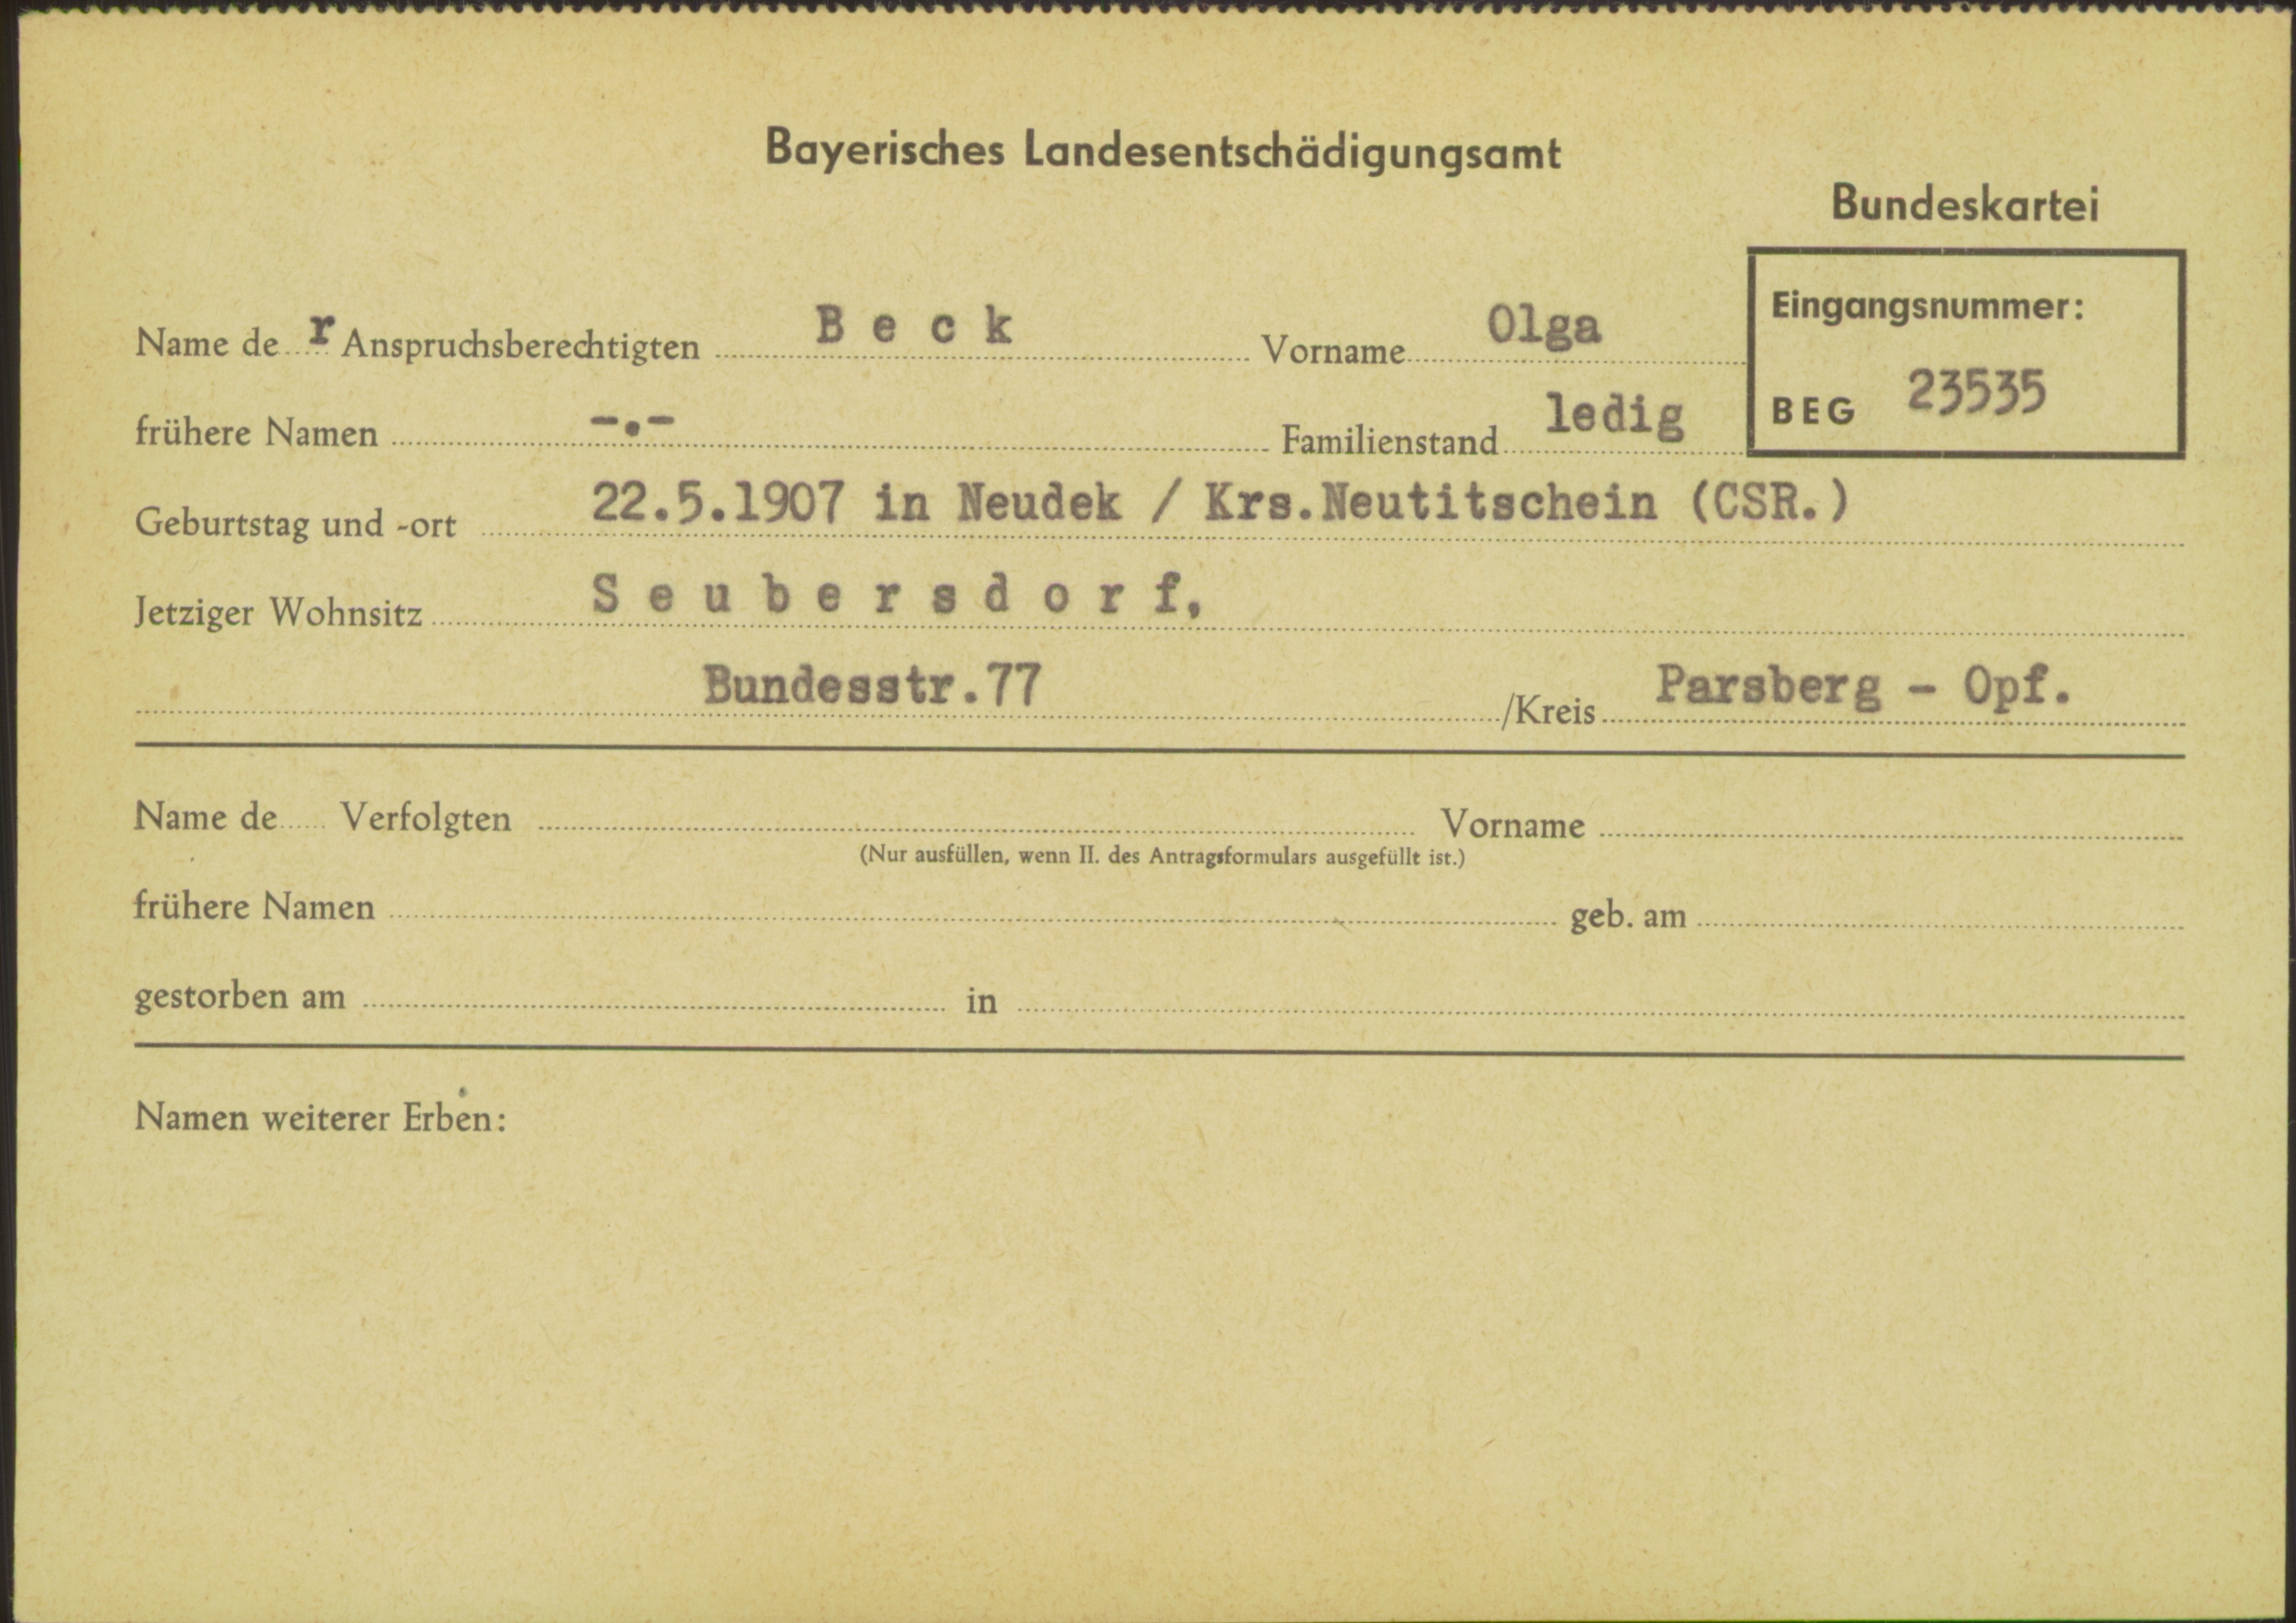 Bayerisches Landesentschädigungsamt
Bundeskartei
Eingangsnummer:
BEG 23535
Name der Anspruchsberechtigten B e c k Vorname Olga
frühere Namen -.- Familienstand ledig
Geburtstag und -ort 22.5.1907 in Neudek / Krs.Neutitschein (CSR.)
Jetziger Wohnsitz S e u b e r s d o r f,
Bundesstr.77 /Kreis Parsberg - Opf.
Name de Verfolgten Vorname
(Nur ausfüllen, wenn II. des Antragsformulars ausgefüllt ist.)
frühere Namen geb. am
gestorben am in
Namen weiterer Erben: